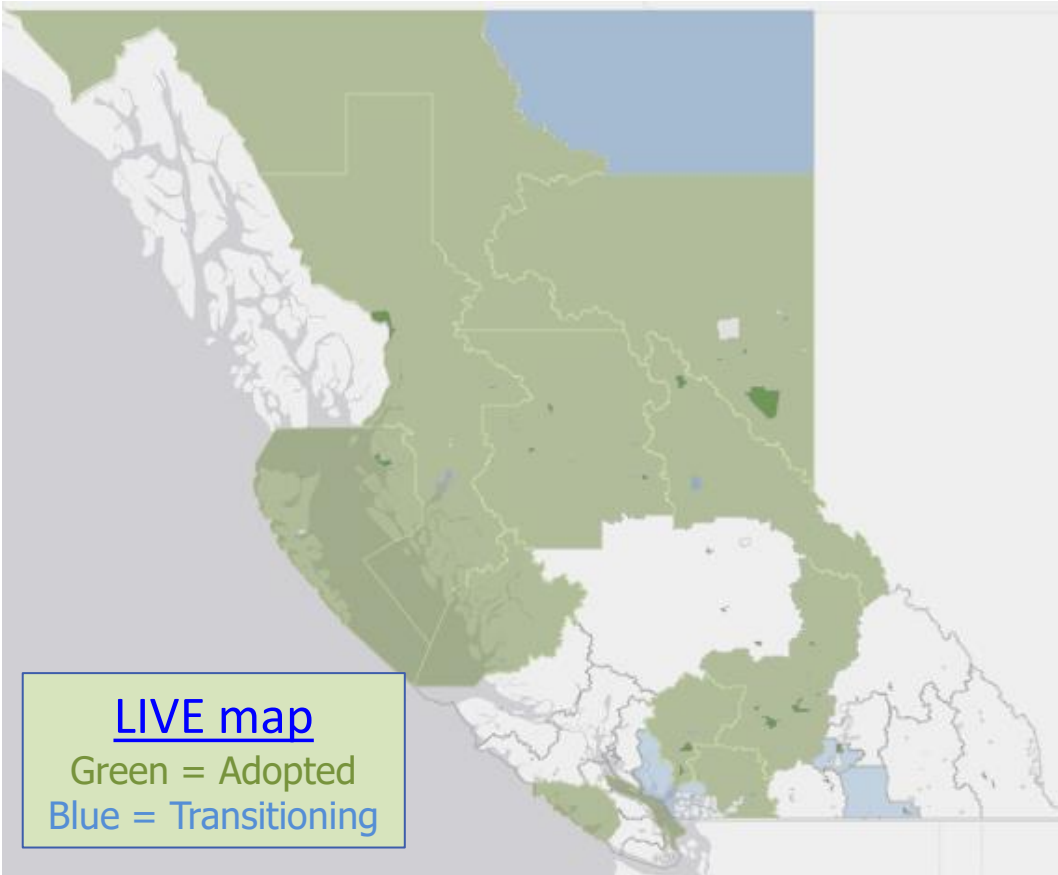 LIVE map
Green = Adopted
Blue = Transitioning